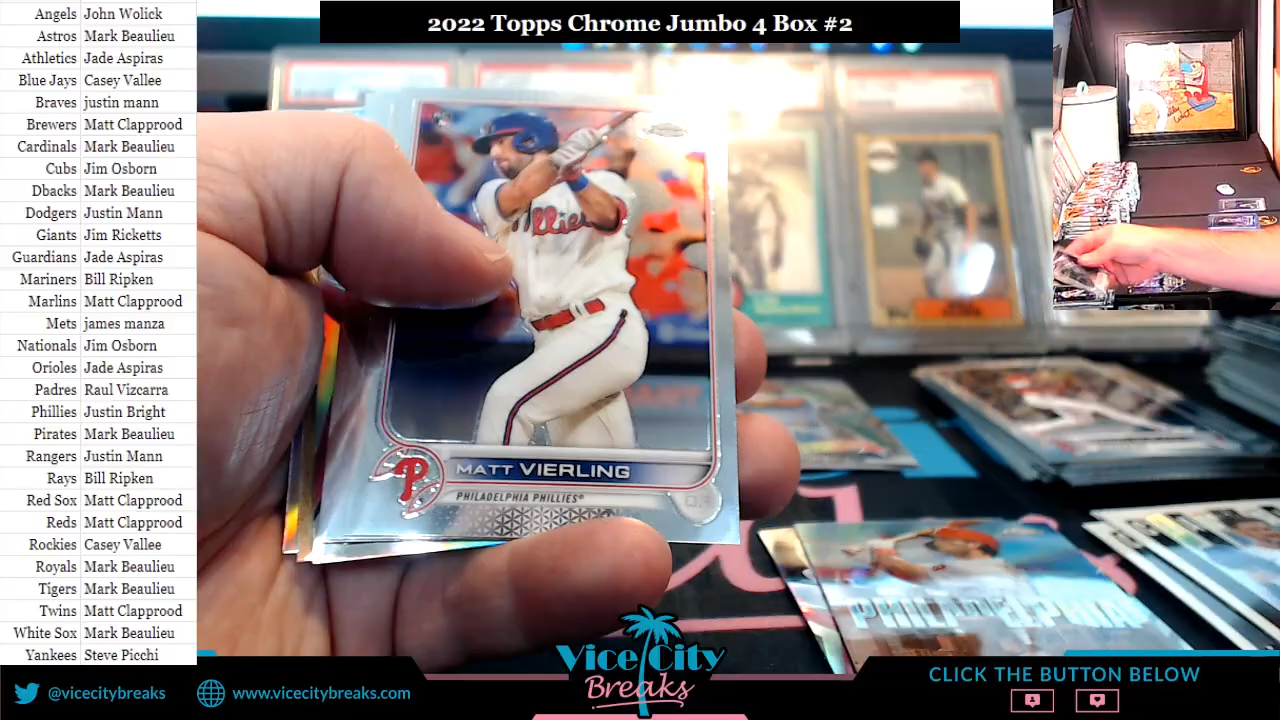 2022 Topps Chrome Jumbo 4 Box #2
Angels John Wolick
Astros Mark Beaulieu
Athletics Jade Aspiras
Blue Jays Casey Vallee
Braves justin mann
Brewers Matt Clapprood
Cardinals Mark Beaulieu
Cubs Jim Osborn
Dbacks Mark Beaulieu
Dodgers Justin Mann
Giants Jim Ricketts
Guardians Jade Aspiras
Mariners Bill Ripken
Marlins Matt Clapprood
Mets james manza
Nationals Jim Osborn
Orioles Jade Aspiras
Padres Raul Vizcarra
Phillies Justin Bright
Pirates Mark Beaulieu
Rangers Justin Mann
Rays Bill Ripken
Red Sox Matt Clapprood
Reds Matt Clapprood
Rockies Casey Vallee
Royals Mark Beaulieu
Tigers Mark Beaulieu
Twins Matt Clapprood
White Sox Mark Beaulieu
Yankees Steve Picchi
MATT VIERLING
PHILADELPHIA PHILLIES
PHILADELPHIA
@vicecitybreaks
www.vicecitybreaks.com
Vice City
Breaks
CLICK THE BUTTON BELOW